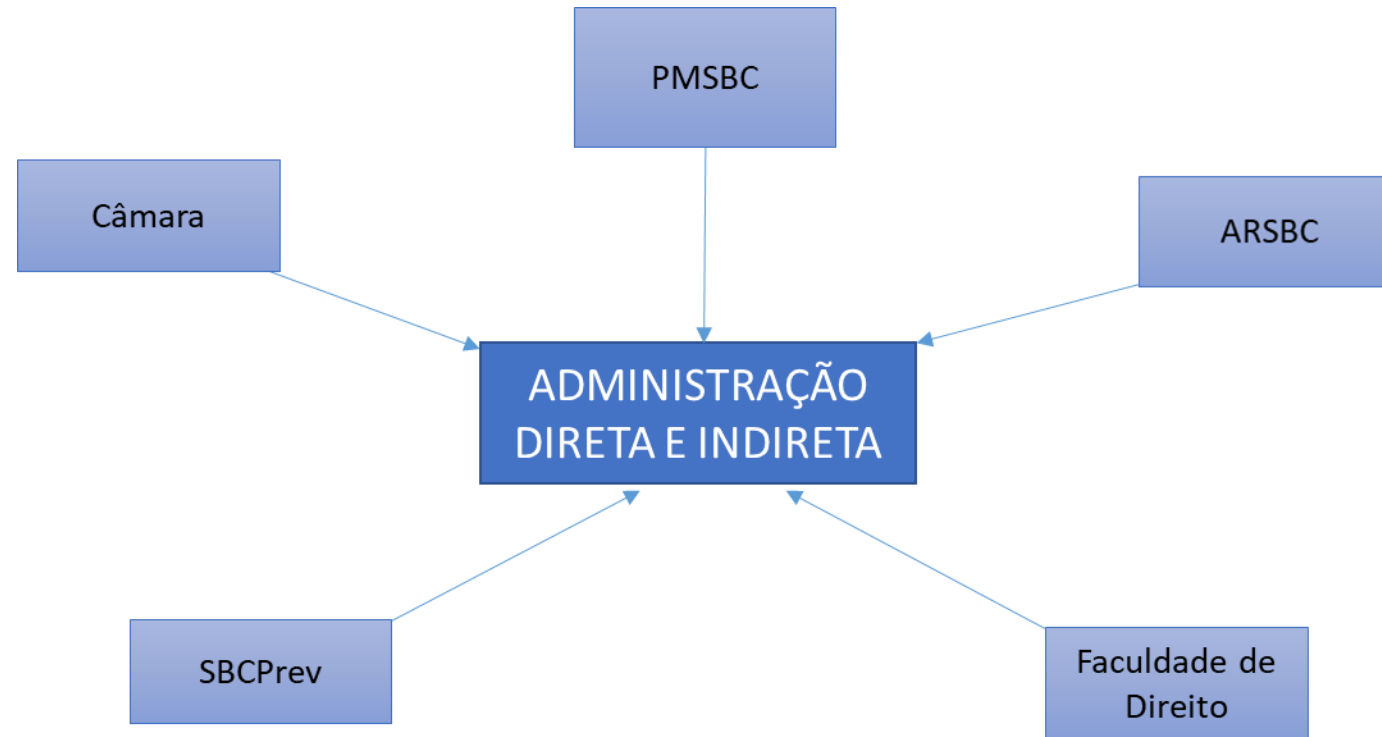 PMSBC
Câmara
ARSBC
ADMINISTRAÇÃO
DIRETA E INDIRETA
SBCPrev
Faculdade de
Direito